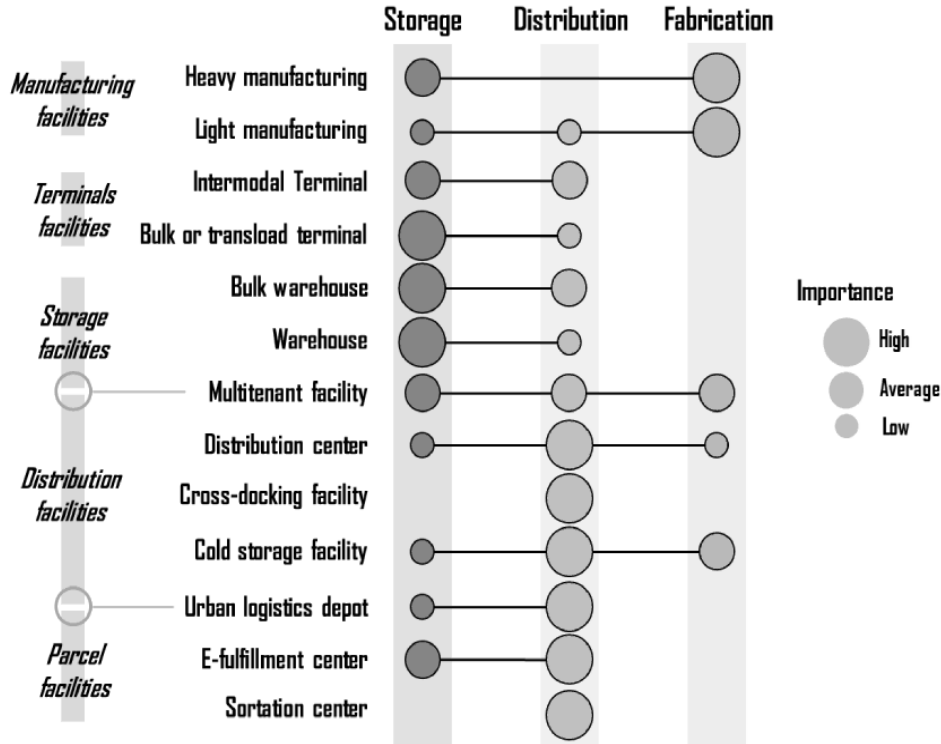 Storage Distribution Fabrication
Manufacturing
facilities
Heavy manufacturing
Light manufacturing
Terminals
facilities
Intermodal Terminal
Bulk or transload terminal
Storage
facilities
Bulk warehouse
Warehouse
Multitenant facility
Distribution
facilities
Distribution center
Cross-docking facility
Cold storage facility
Urban logistics depot
Parcel
facilities
E-fulfillment center
Sortation center
Importance
High
Average
Low